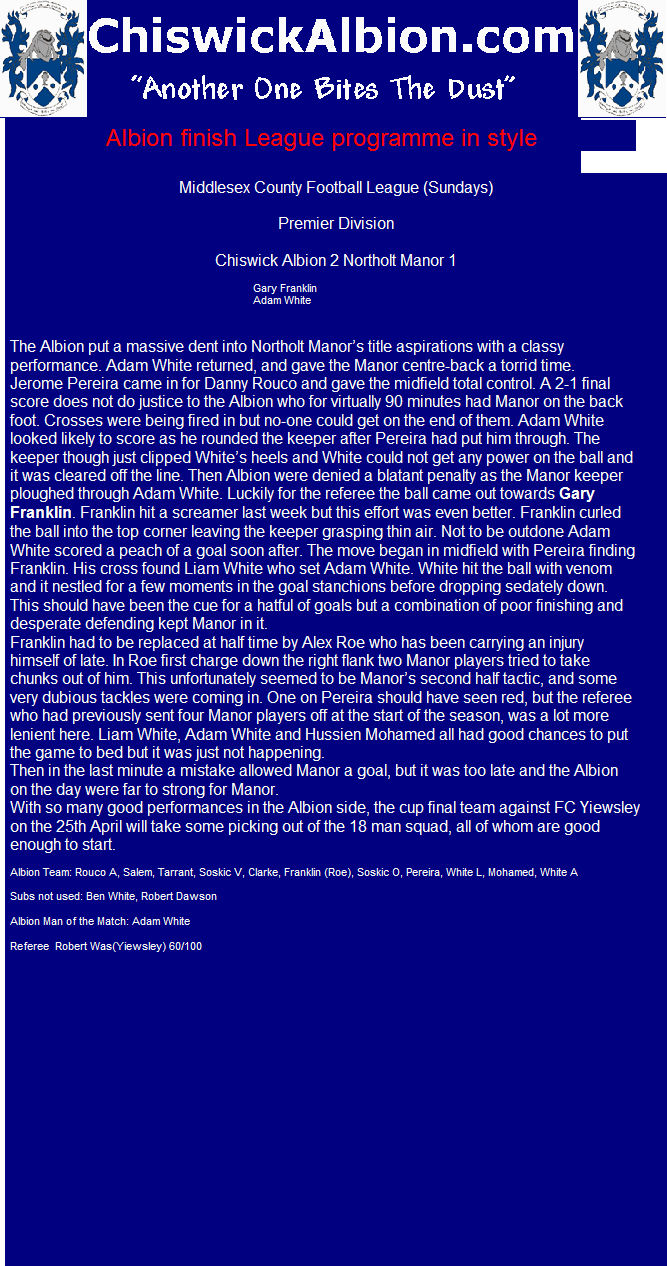 ChiswickAlbion.com
“Another One Bites The Dust”
Albion finish League programme in style
Middlesex County Football League (Sundays)
Premier Division
Chiswick Albion 2 Northolt Manor 1
Gary Franklin
Adam White
The Albion put a massive dent into Northolt Manor’s title aspirations with a classy
performance. Adam White returned, and gave the Manor centre-back a torrid time.
Jerome Pereira came in for Danny Rouco and gave the midfield total control. A 2-1 final
score does not do justice to the Albion who for virtually 90 minutes had Manor on the back
foot. Crosses were being fired in but no-one could get on the end of them. Adam White
looked likely to score as he rounded the keeper after Pereira had put him through. The
keeper though just clipped White’s heels and White could not get any power on the ball and
it was cleared off the line. Then Albion were denied a blatant penalty as the Manor keeper
ploughed through Adam White. Luckily for the referee the ball came out towards Gary
Franklin. Franklin hit a screamer last week but this effort was even better. Franklin curled
the ball into the top corner leaving the keeper grasping thin air. Not to be outdone Adam
White scored a peach of a goal soon after. The move began in midfield with Pereira finding
Franklin. His cross found Liam White who set Adam White. White hit the ball with venom
and it nestled for a few moments in the goal stanchions before dropping sedately down.
This should have been the cue for a hatful of goals but a combination of poor finishing and
desperate defending kept Manor in it.
Franklin had to be replaced at half time by Alex Roe who has been carrying an injury
himself of late. In Roe first charge down the right flank two Manor players tried to take
chunks out of him. This unfortunately seemed to be Manor’s second half tactic, and some
very dubious tackles were coming in. One on Pereira should have seen red, but the referee
who had previously sent four Manor players off at the start of the season, was a lot more
lenient here. Liam White, Adam White and Hussien Mohamed all had good chances to put
the game to bed but it was just not happening.
Then in the last minute a mistake allowed Manor a goal, but it was too late and the Albion
on the day were far to strong for Manor.
With so many good performances in the Albion side, the cup final team against FC Yiewsley
on the 25th April will take some picking out of the 18 man squad, all of whom are good
enough to start.
Albion Team: Rouco A, Salem, Tarrant, Soskic V, Clarke, Franklin (Roe), Soskic O, Pereira, White L, Mohamed, White A
Subs not used: Ben White, Robert Dawson
Albion Man of the Match: Adam White
Referee  Robert Was(Yiewsley) 60/100